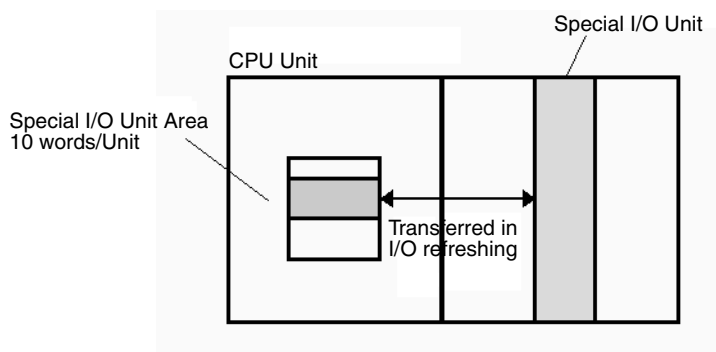 Special I/O Unit
CPU Unit
Special I/O Unit Area
10 words/Unit
Transferred in
I/O refreshing